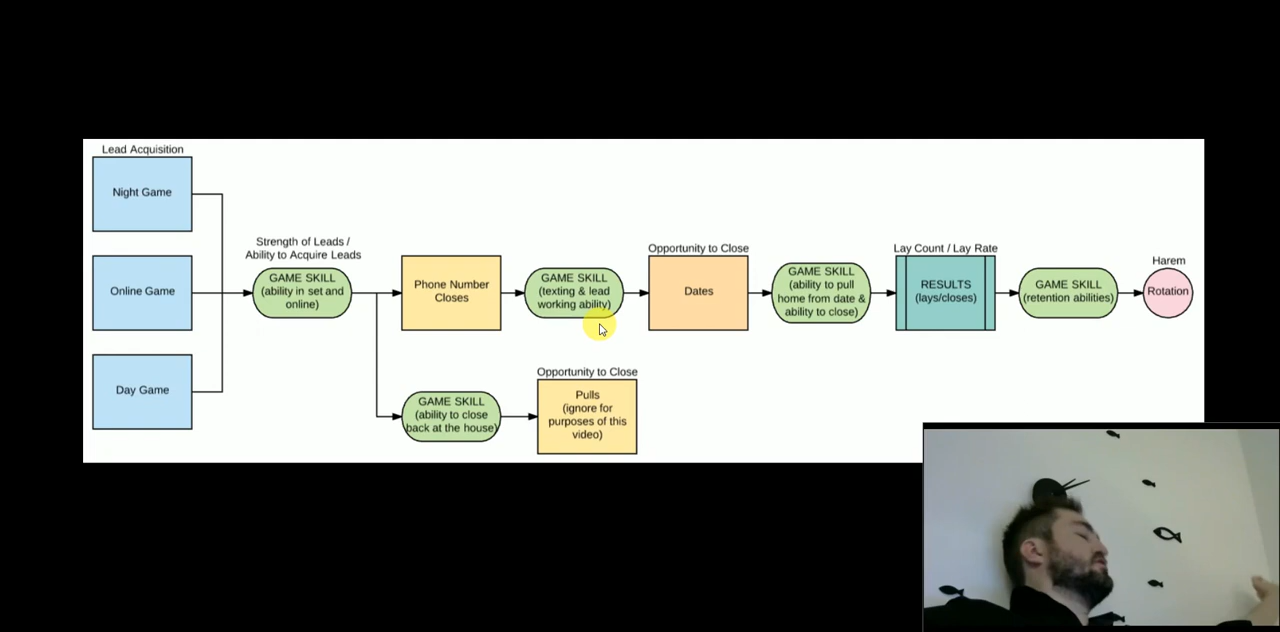 Lead Acquisition
Night Game
Online Game
Day Game
Strength of Leads /
Ability to Acquire Leads
GAME SKILL
(ability in set and
online)
Phone Number
Closes
GAME SKILL
(texting & lead
working ability)
Opportunity to Close
Dates
GAME SKILL
(ability to pull
home from date &
ability to close)
Lay Count / Lay Rate
RESULTS
(lays/closes)
GAME SKILL
(retention abilities)
Harem
Rotation
GAME SKILL
(ability to close
back at the house)
Opportunity to Close
Pulls
(ignore for
purposes of this
video)